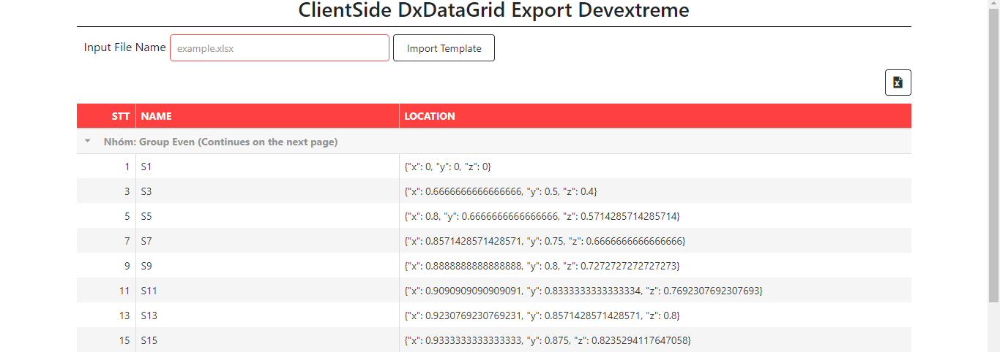 ClientSide DxDataGrid Export Devextreme
Input File Name example.xlsx Import Template
STT NAME LOCATION
Nhóm: Group Even (Continues on the next page)
1 S1 {"x": 0, "y": 0, "z": 0}
3 S3 {"x": 0.6666666666666666, "y": 0.5, "z": 0.4}
5 S5 {"x": 0.8, "y": 0.6666666666666666, "z": 0.5714285714285714}
7 S7 {"x": 0.8571428571428571, "y": 0.75, "z": 0.6666666666666666}
9 S9 {"x": 0.8888888888888888, "y": 0.8, "z": 0.7272727272727273}
11 S11 {"x": 0.9090909090909091, "y": 0.8333333333333334, "z": 0.7692307692307693}
13 S13 {"x": 0.9230769230769231, "y": 0.8571428571428571, "z": 0.8}
15 S15 {"x": 0.9333333333333333, "y": 0.875, "z": 0.8235294117647058}